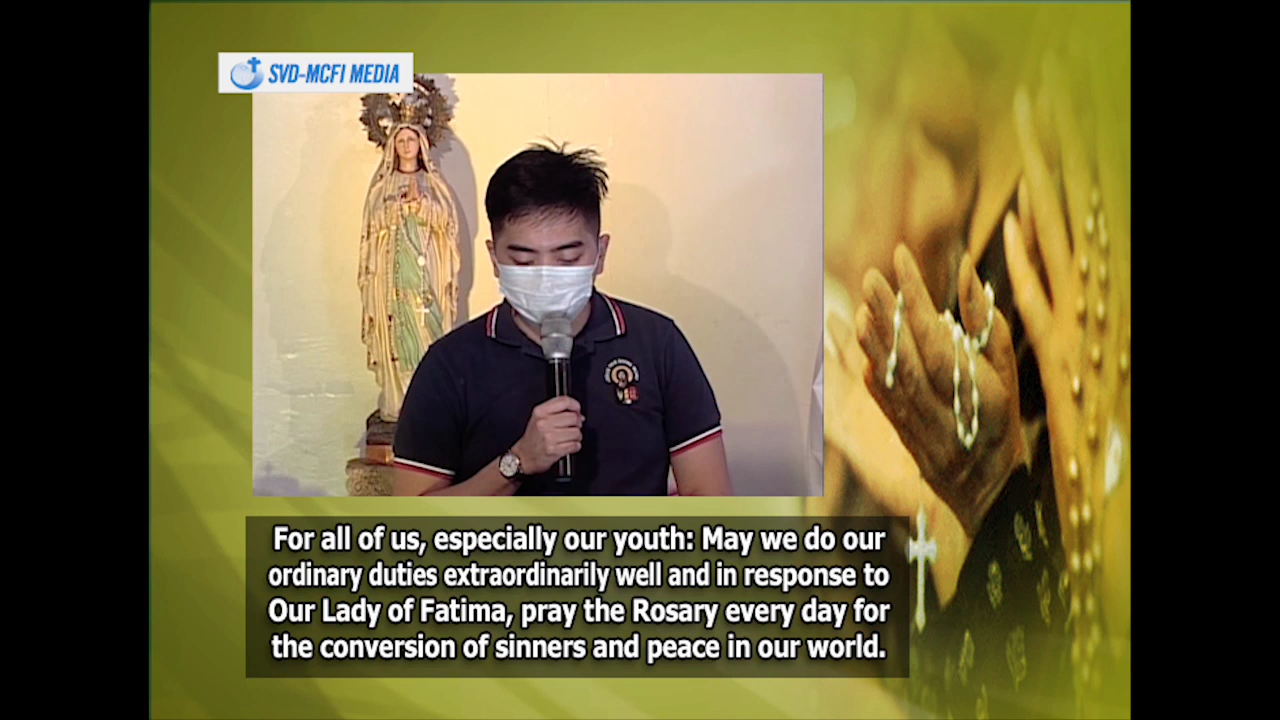 SVD-MCFI MEDIA
For all of us, especially our youth: May we do our
ordinary duties extraordinarily well and in response to
Our Lady of Fatima, pray the Rosary every day for
the conversion of sinners and peace in our world.